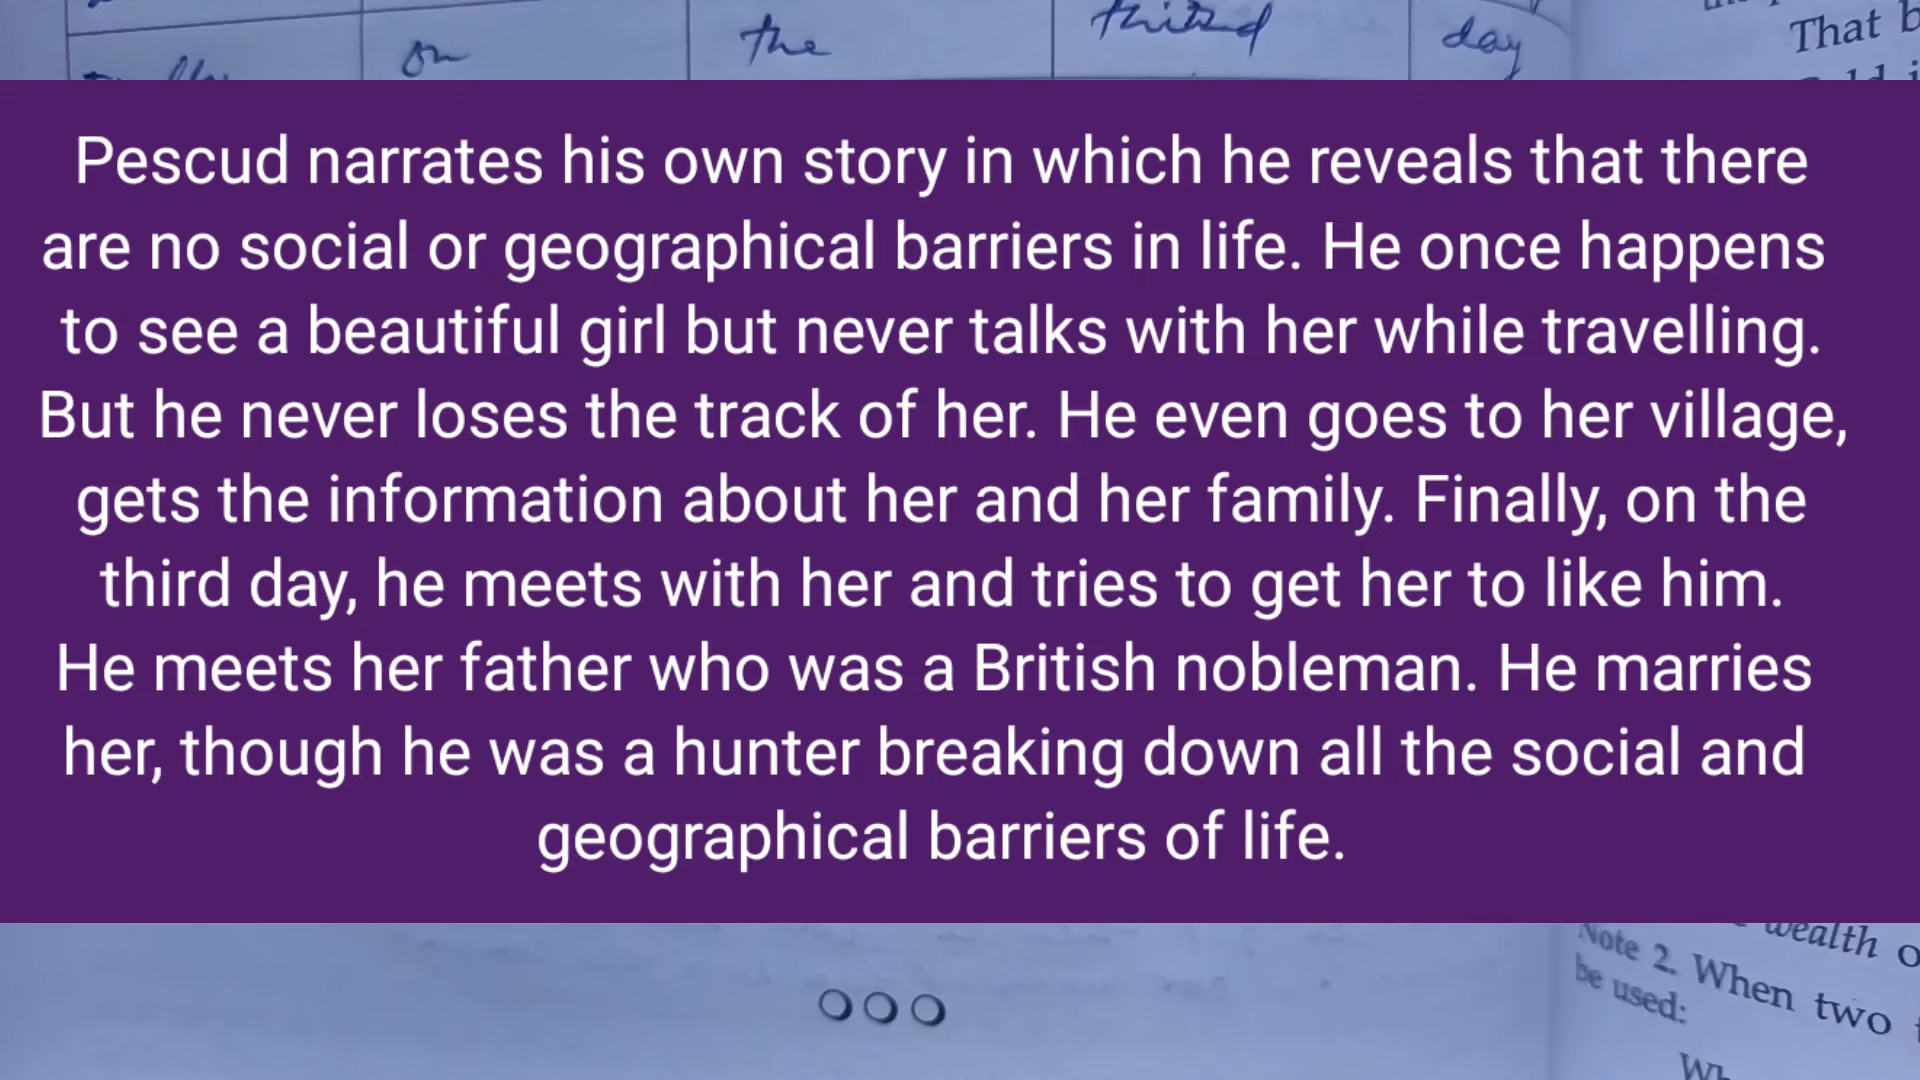 on the third day
That b
Pescud narrates his own story in which he reveals that there
are no social or geographical barriers in life. He once happens
to see a beautiful girl but never talks with her while travelling.
But he never loses the track of her. He even goes to her village,
gets the information about her and her family. Finally, on the
third day, he meets with her and tries to get her to like him.
He meets her father who was a British nobleman. He marries
her, though he was a hunter breaking down all the social and
geographical barriers of life.
wealth o
Note 2. When two
be used: